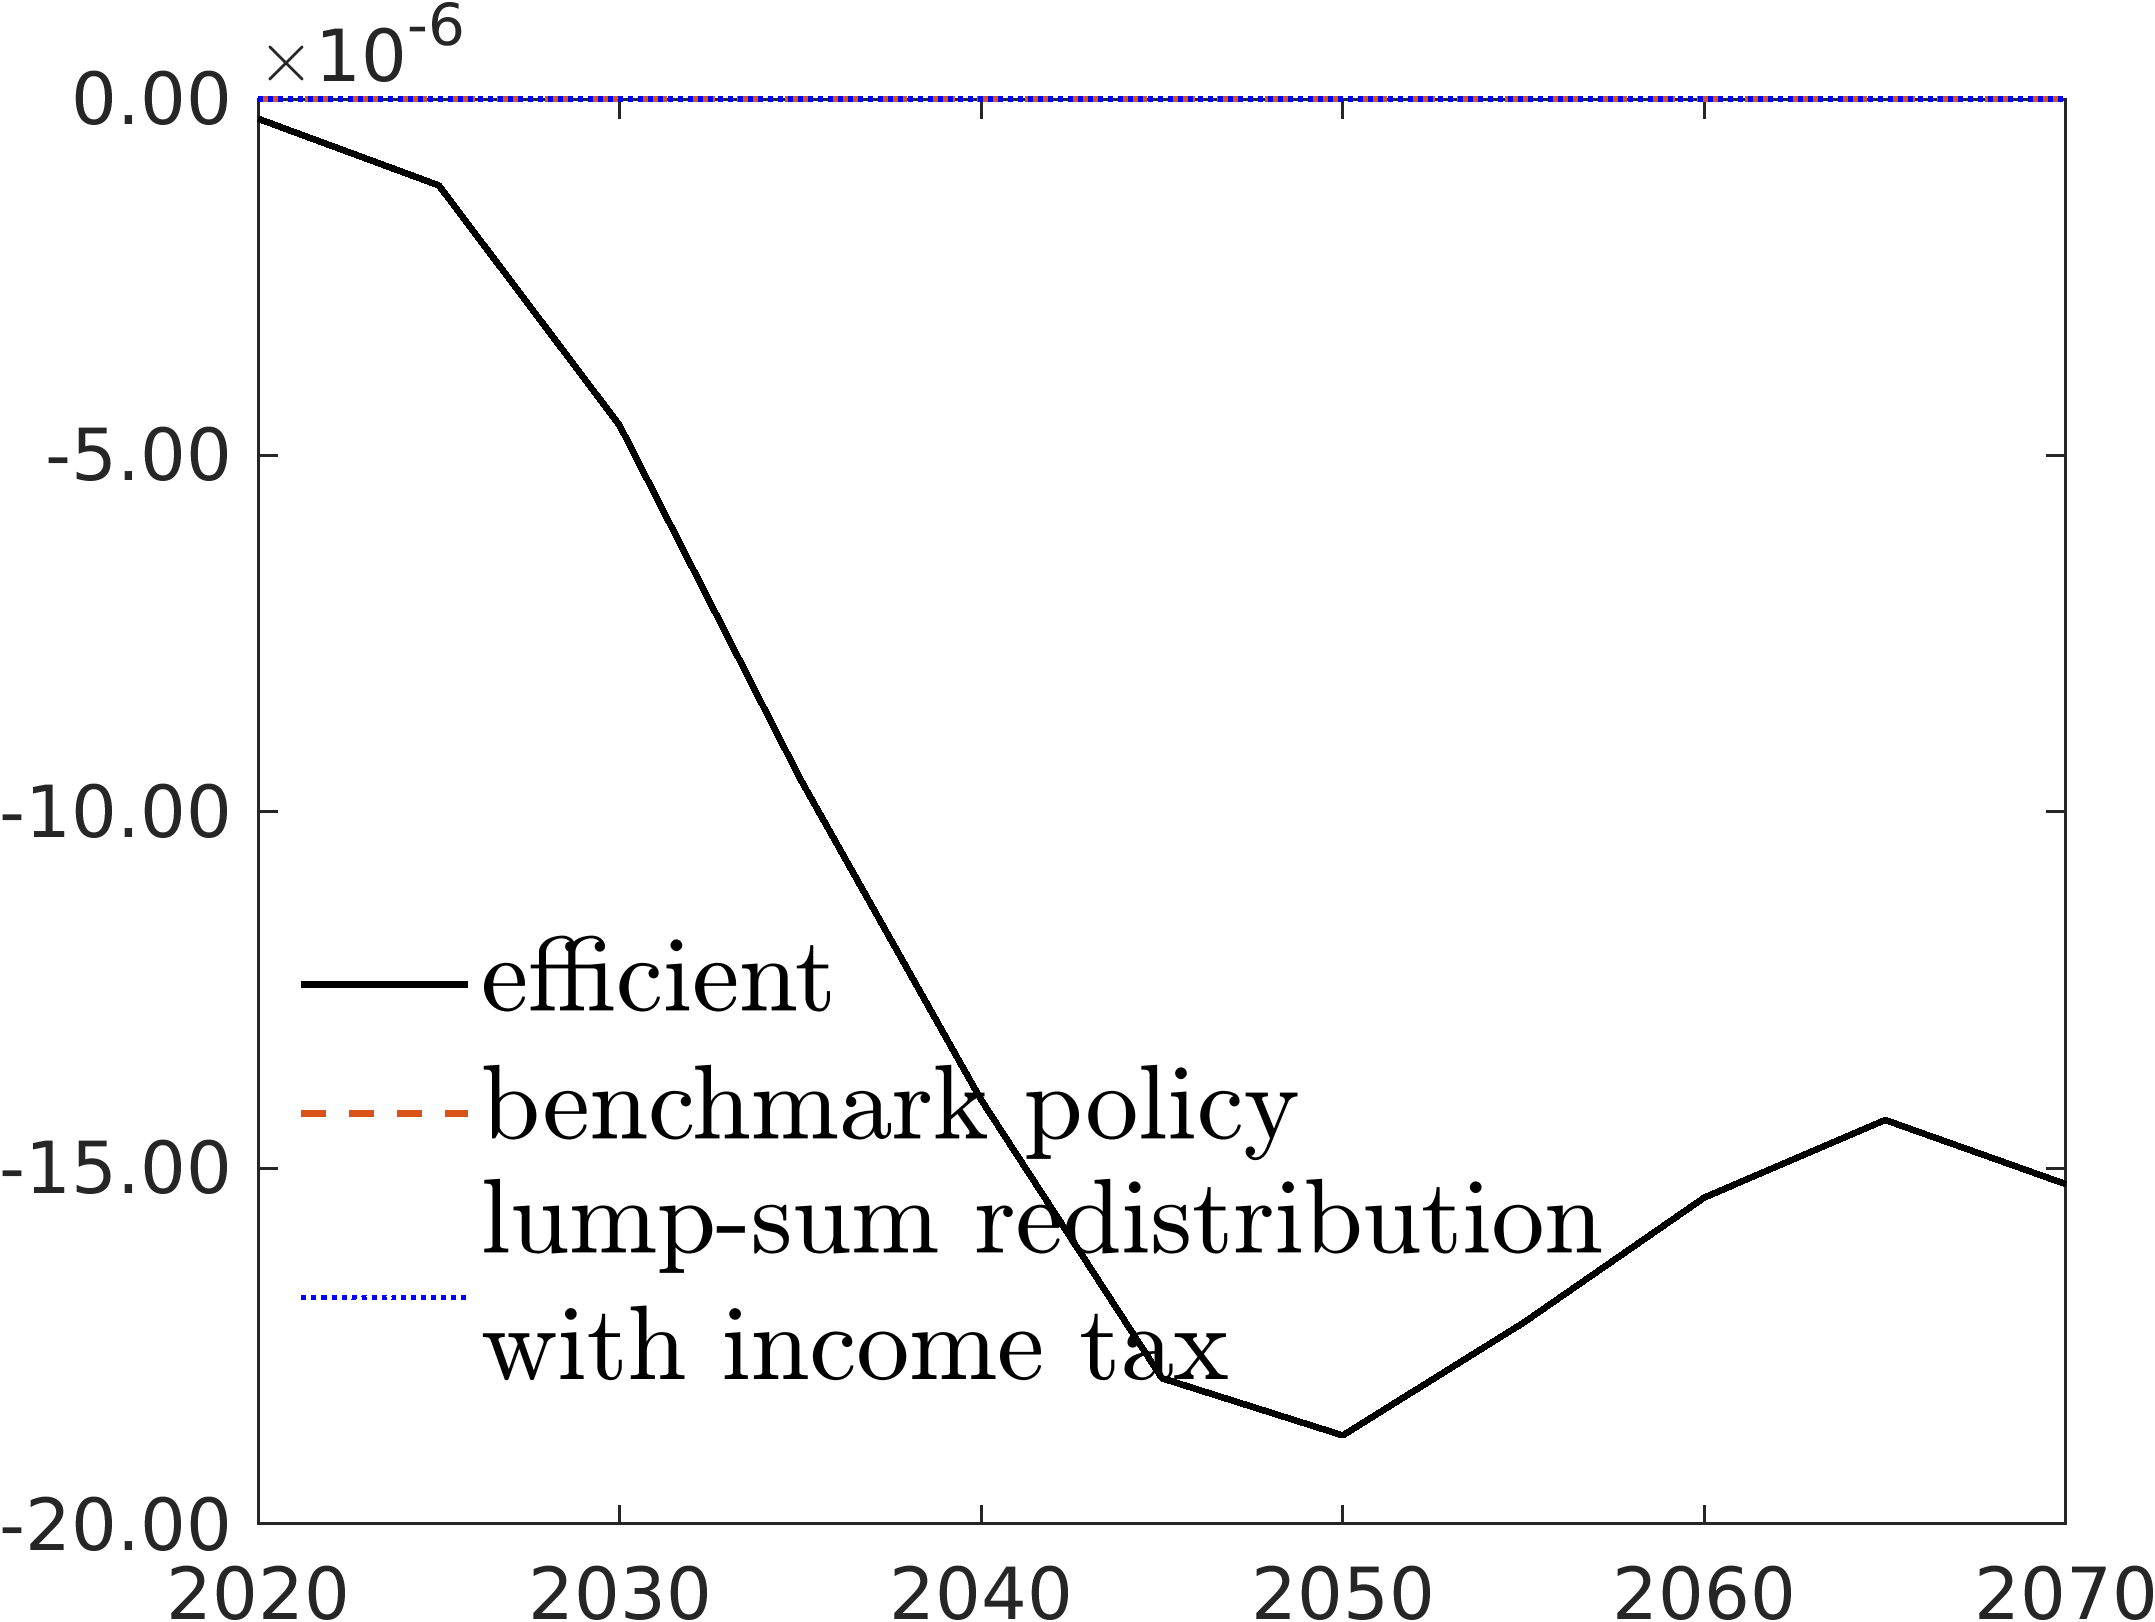 ×10-6
0.00
-5.00
-10.00
-15.00
-20.00
efficient
benchmark policy
lump-sum redistribution
with income tax
2020 2030 2040 2050 2060 2070